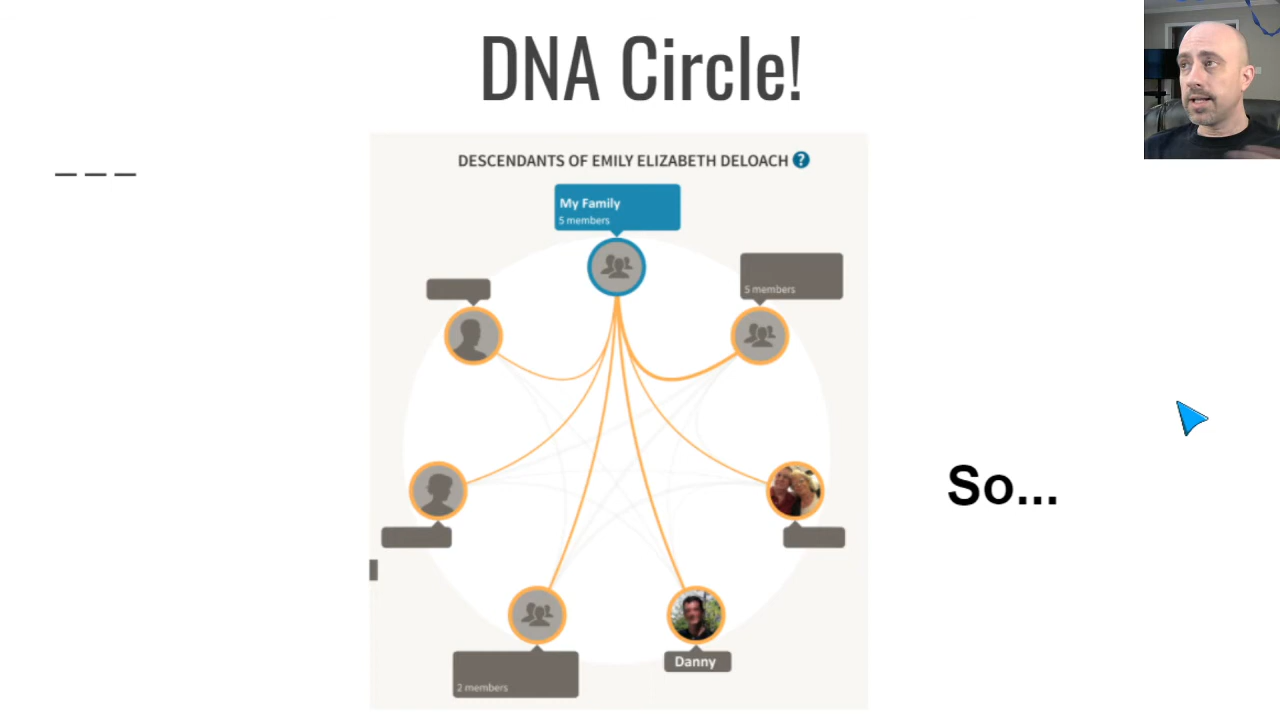 DNA Circle!
DESCENDANTS OF EMILY ELIZABETH DELOACH ?
My Family
5 members
5 members
So...
Danny
2 members